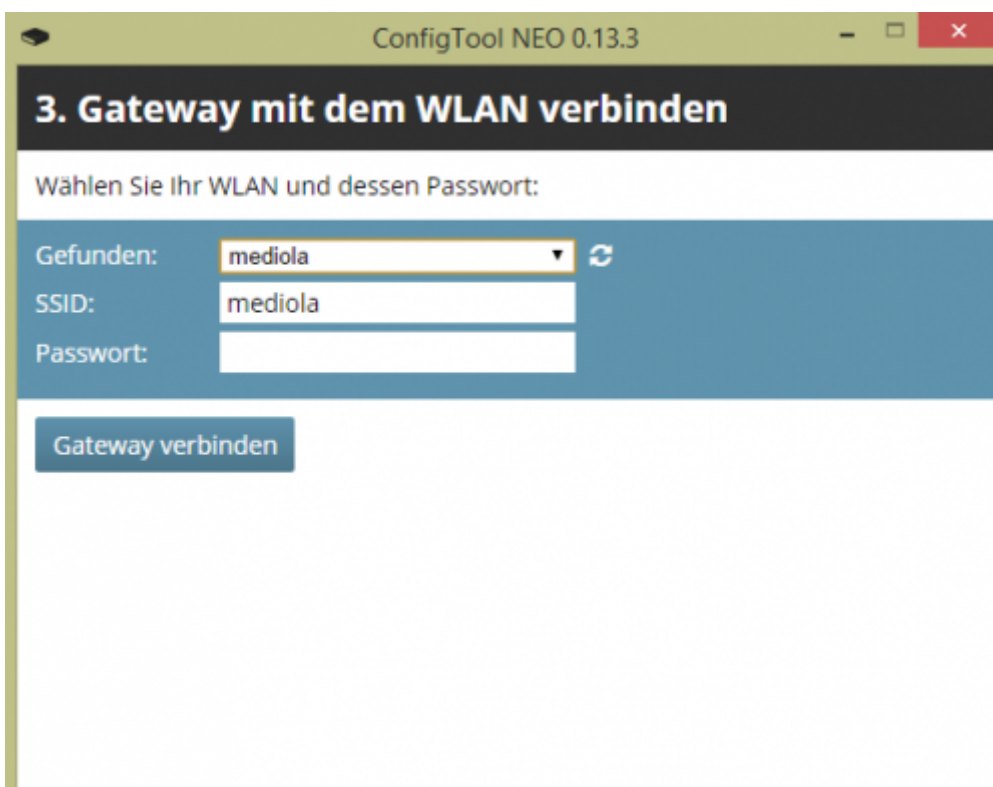 ConfigTool NEO 0.13.3
3. Gateway mit dem WLAN verbinden
Wählen Sie Ihr WLAN und dessen Passwort:
Gefunden: mediola
SSID: mediola
Passwort:
Gateway verbinden